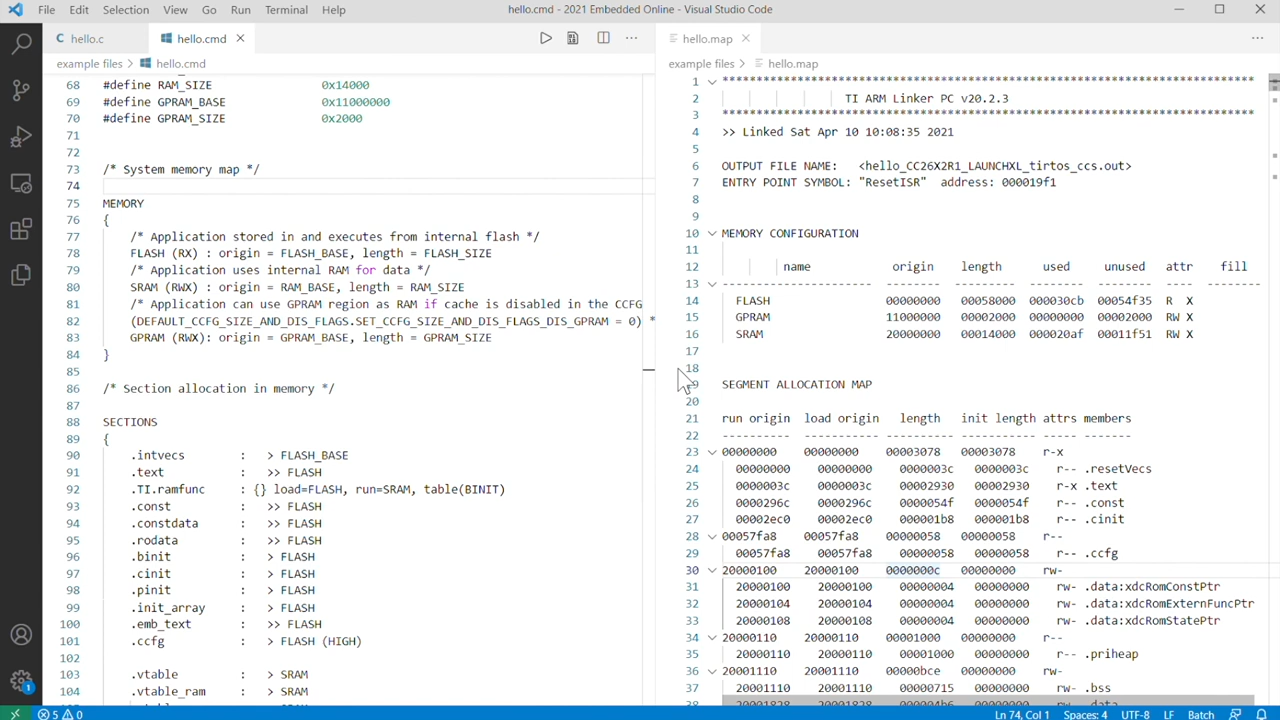 File Edit Selection View Go Run Terminal Help hello.cmd - 2021 Embedded Online - Visual Studio Code
C hello.c hello.cmd
example files > hello.cmd
68 #define RAM_SIZE 0x14000
69 #define GPRAM_BASE 0x11000000
70 #define GPRAM_SIZE 0x2000
71
72
73 /* System memory map */
74
75 MEMORY
76 {
77 /* Application stored in and executes from internal flash */
78 FLASH (RX) : origin = FLASH_BASE, length = FLASH_SIZE
79 /* Application uses internal RAM for data */
80 SRAM (RWX) : origin = RAM_BASE, length = RAM_SIZE
81 /* Application can use GPRAM region as RAM if cache is disabled in the CCFG
82 (DEFAULT_CCFG_SIZE_AND_DIS_FLAGS.SET_CCFG_SIZE_AND_DIS_FLAGS_DIS_GPRAM = 0) *
83 GPRAM (RWX): origin = GPRAM_BASE, length = GPRAM_SIZE
84 }
85
86 /* Section allocation in memory */
87
88 SECTIONS
89 {
90 .intvecs : > FLASH_BASE
91 .text : >> FLASH
92 .TI.ramfunc : {} load=FLASH, run=SRAM, table(BINIT)
93 .const : >> FLASH
94 .constdata : >> FLASH
95 .rodata : >> FLASH
96 .binit : > FLASH
97 .cinit : > FLASH
98 .pinit : > FLASH
99 .init_array : > FLASH
100 .emb_text : >> FLASH
101 .ccfg : > FLASH (HIGH)
102
103 .vtable : > SRAM
104 .vtable_ram : > SRAM
hello.map
example files > hello.map
1 ******************************************************************************
2 TI ARM Linker PC v20.2.3
3 ******************************************************************************
4 >> Linked Sat Apr 10 10:08:35 2021
5
6 OUTPUT FILE NAME: <hello_CC26X2R1_LAUNCHXL_tirtos_ccs.out>
7 ENTRY POINT SYMBOL: "ResetISR" address: 000019f1
8
9
10 MEMORY CONFIGURATION
11
12 name origin length used unused attr fill
13 ---------------------- -------- --------- -------- -------- ---- --------
14 FLASH 00000000 00058000 000030cb 00054f35 R X
15 GPRAM 11000000 00002000 00000000 00002000 RW X
16 SRAM 20000000 00014000 000020af 00011f51 RW X
17
18
19 SEGMENT ALLOCATION MAP
20
21 run origin load origin length init length attrs members
22 ---------- ----------- ---------- ----------- ----- -------
23 00000000 00000000 00003078 00003078 r-x
24 00000000 00000000 0000003c 0000003c r-- .resetVecs
25 0000003c 0000003c 00002930 00002930 r-x .text
26 0000296c 0000296c 0000054f 0000054f r-- .const
27 00002ec0 00002ec0 000001b8 000001b8 r-- .cinit
28 00057fa8 00057fa8 00000058 00000058 r--
29 00057fa8 00057fa8 00000058 00000058 r-- .ccfg
30 20000100 20000100 0000000c 00000000 rw-
31 20000100 20000100 00000004 00000000 rw- .data:xdcRomConstPtr
32 20000104 20000104 00000004 00000000 rw- .data:xdcRomExternFuncPtr
33 20000108 20000108 00000004 00000000 rw- .data:xdcRomStatePtr
34 20000110 20000110 00001000 00000000 r--
35 20000110 20000110 00001000 00000000 r-- .priheap
36 20001110 20001110 00000bce 00000000 rw-
37 20001110 20001110 00000715 00000000 rw- .bss
5 0 Ln 74, Col 1 Spaces: 4 UTF-8 LF Batch
1